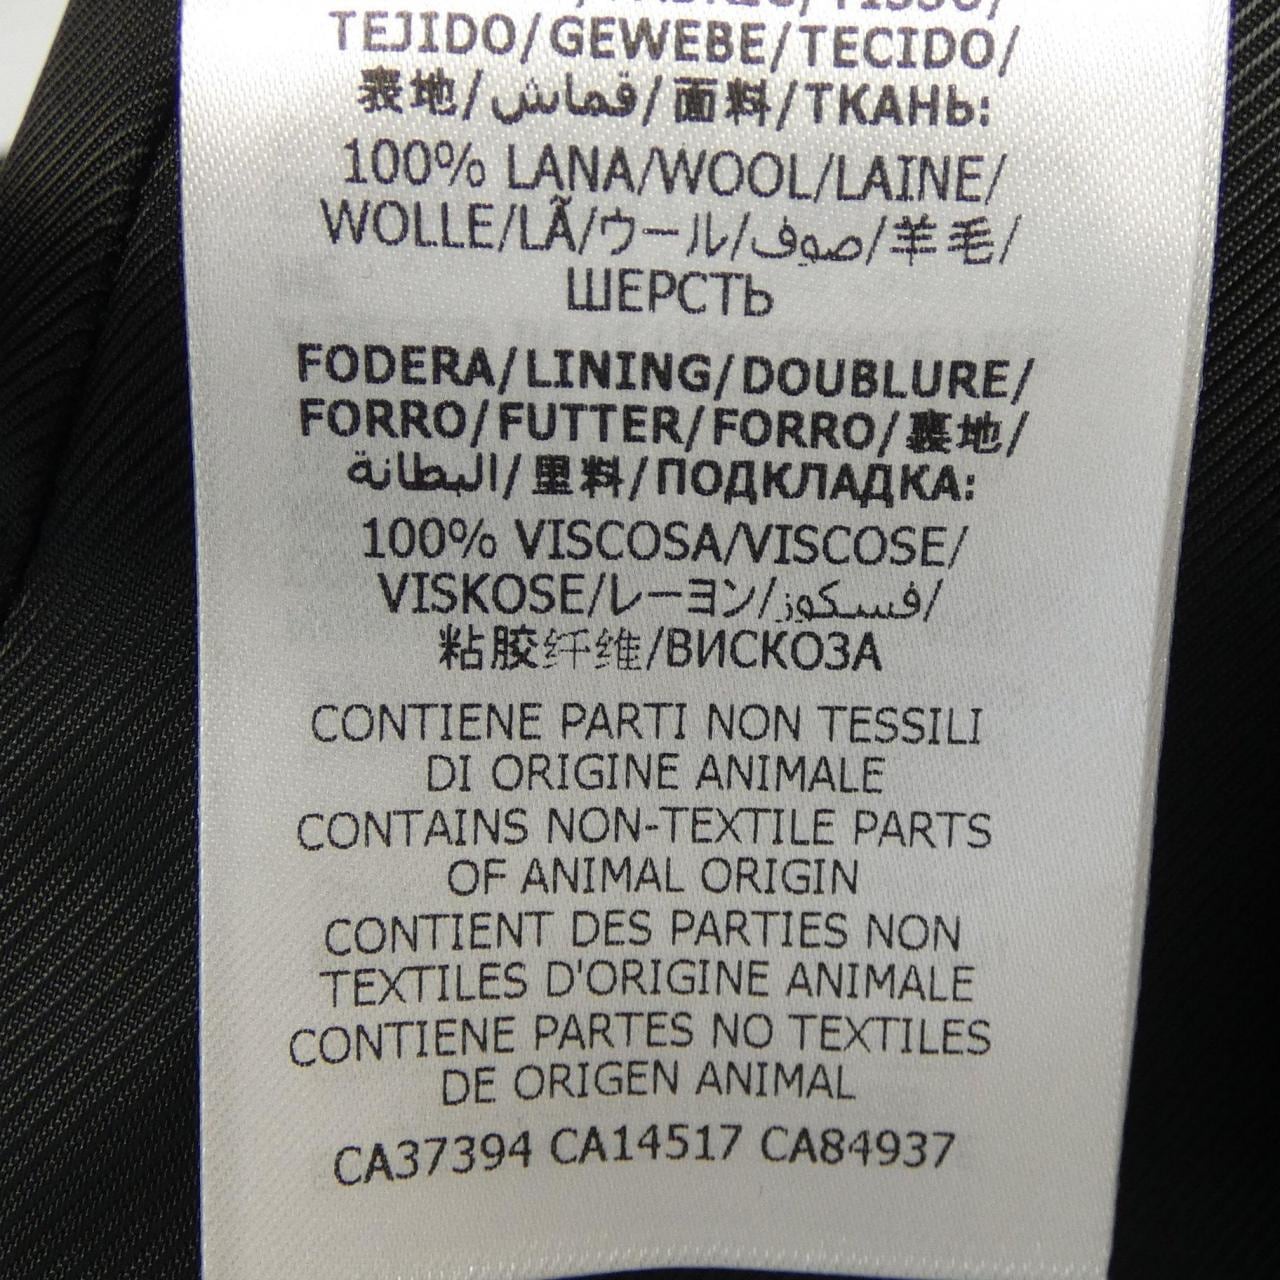 TEJIDO/GEWEBE/TECIDO/
表地/قماش/面料/ТКАНЬ:
100% LANA/WOOL/LAINE/
WOLLE/LÃ/ウール/صوف/羊毛/
ШЕРСТЬ
FODERA/LINING/DOUBLURE/
FORRO/FUTTER/FORRO/裏地/
البطانة/里料/ПОДКЛАДКА:
100% VISCOSA/VISCOSE/
VISKOSE/レーヨン/فسكوز/
粘胶纤维/ВИСКОЗА
CONTIENE PARTI NON TESSILI
DI ORIGINE ANIMALE
CONTAINS NON-TEXTILE PARTS
OF ANIMAL ORIGIN
CONTIENT DES PARTIES NON
TEXTILES D'ORIGINE ANIMALE
CONTIENE PARTES NO TEXTILES
DE ORIGEN ANIMAL
CA37394 CA14517 CA84937